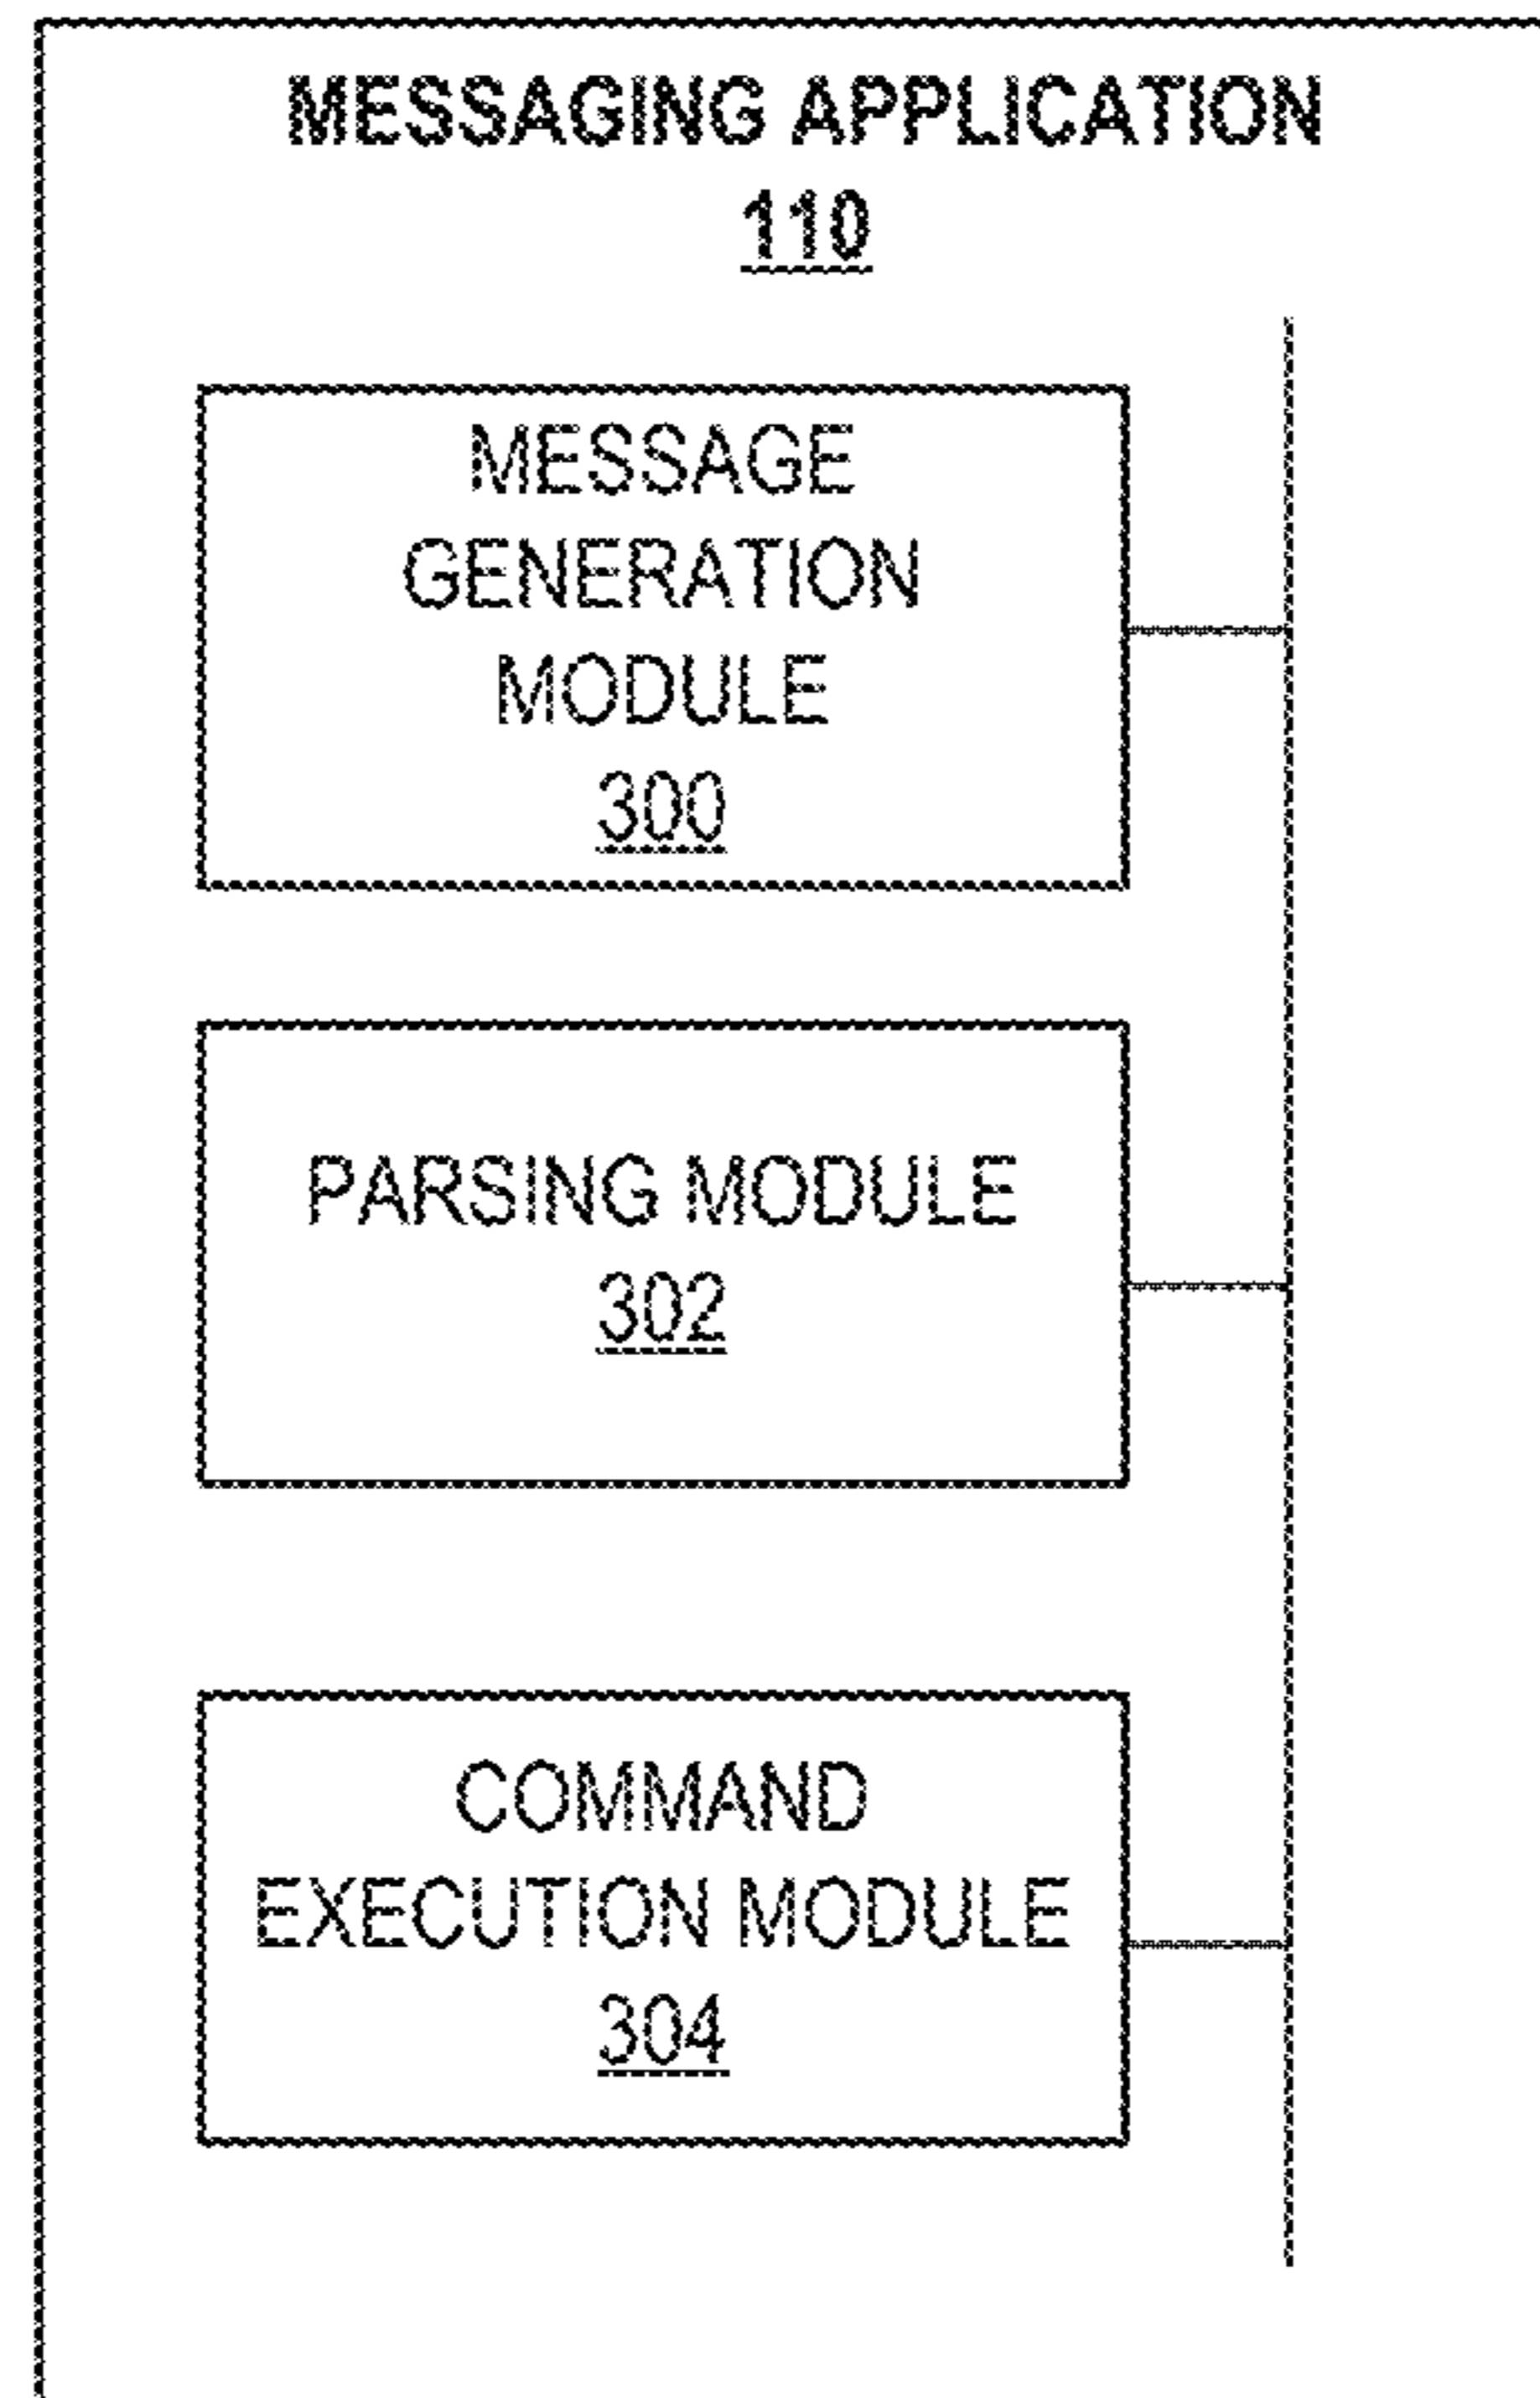 MESSAGING APPLICATION
110
MESSAGE
GENERATION
MODULE
300
PARSING MODULE
302
COMMAND
EXECUTION MODULE
304